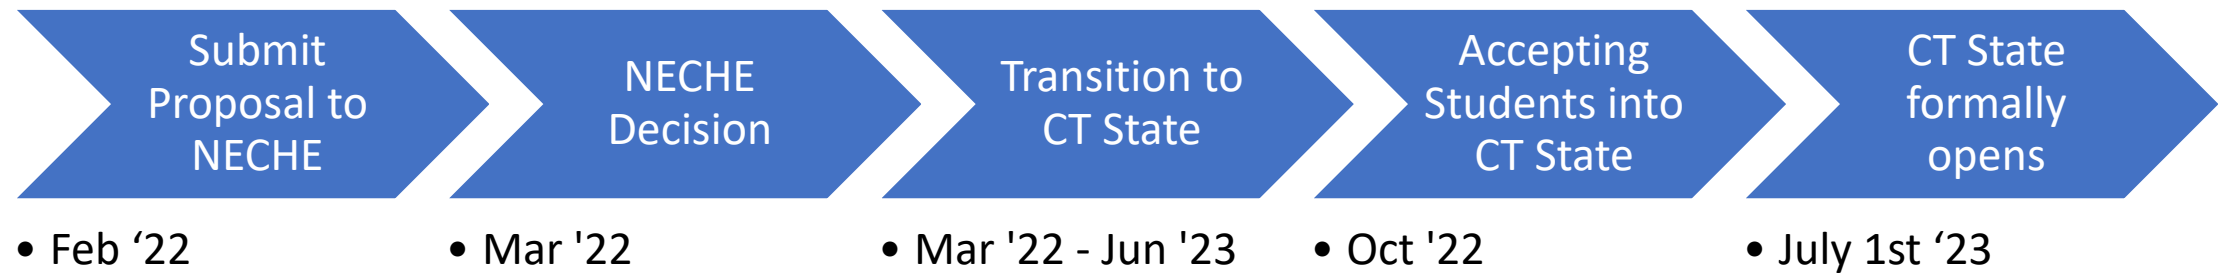 Submit
Proposal to
NECHE
NECHE
Decision
Transition to
CT State
Accepting
Students into
CT State
CT State
formally
opens
• Feb ‘22
• Mar '22
• Mar '22 - Jun '23
• Oct '22
• July 1st ‘23